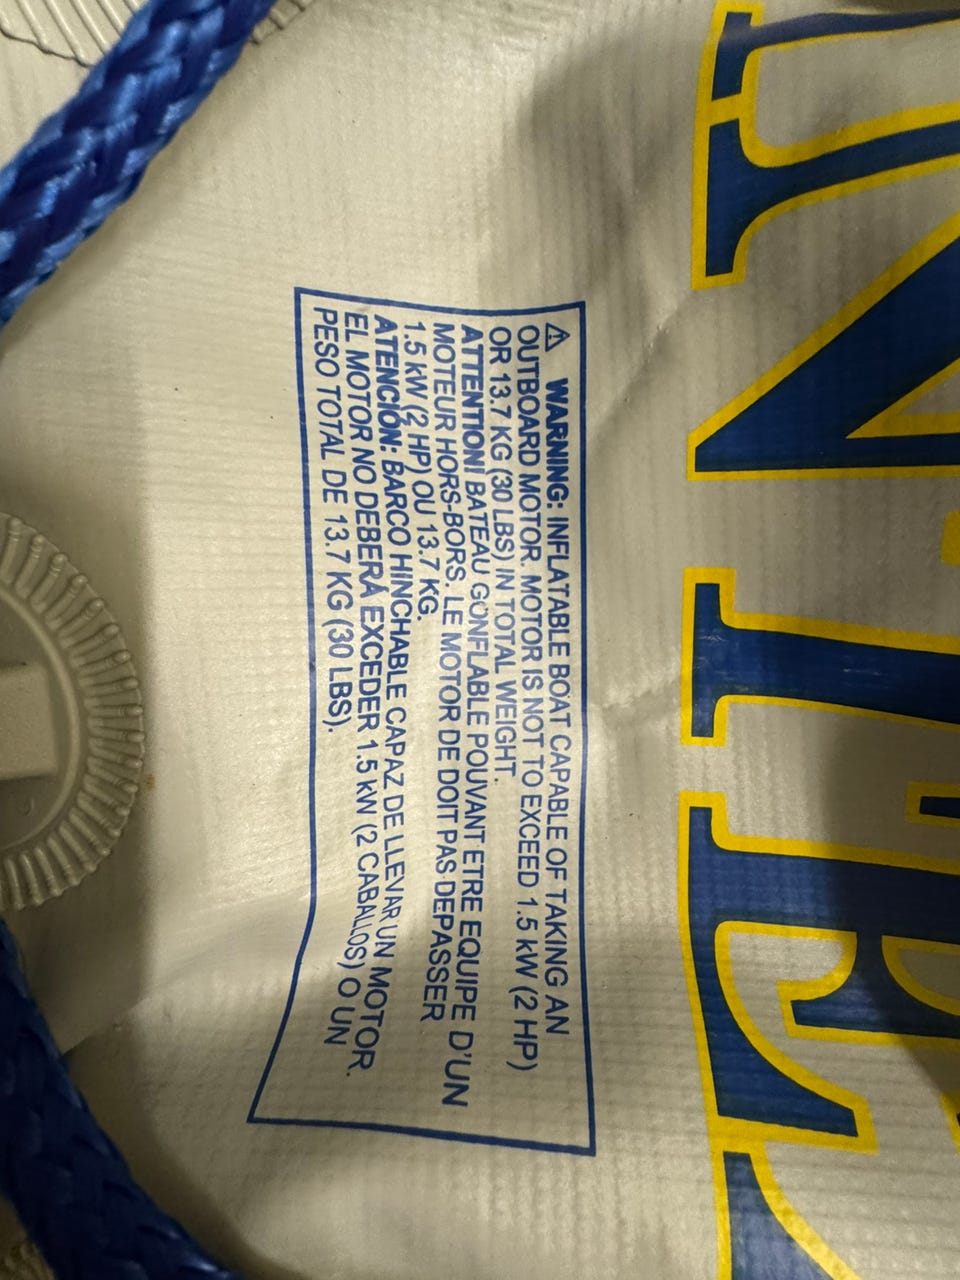 ⚠ WARNING: INFLATABLE BOAT CAPABLE OF TAKING AN
OUTBOARD MOTOR. MOTOR IS NOT TO EXCEED 1.5 kW (2 HP)
OR 13.7 KG (30 LBS) IN TOTAL WEIGHT.
ATTENTION! BATEAU GONFLABLE POUVANT ETRE EQUIPE D'UN
MOTEUR HORS-BORS. LE MOTOR DE DOIT PAS DEPASSER
1.5 kW (2 HP) OU 13.7 KG.
ATENCIÓN: BARCO HINCHABLE CAPAZ DE LLEVAR UN MOTOR.
EL MOTOR NO DEBERÁ EXCEDER 1.5 kW (2 CABALLOS) O UN
PESO TOTAL DE 13.7 KG (30 LBS).